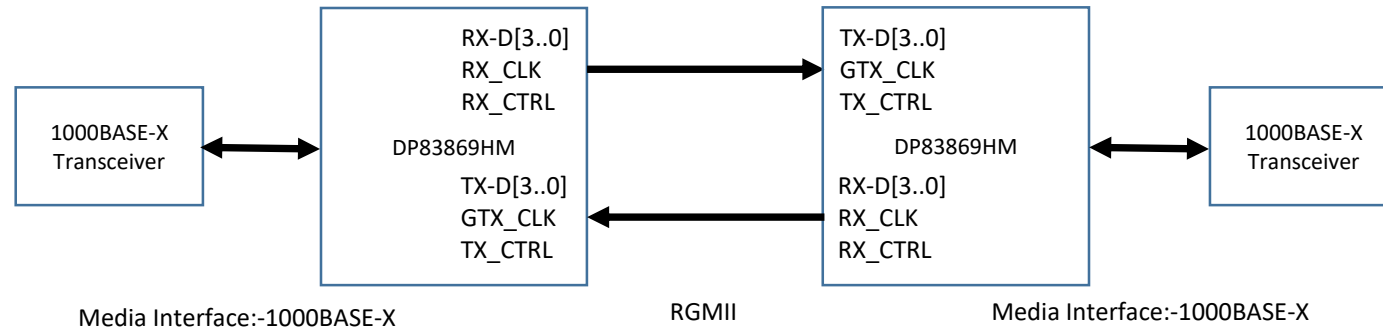 1000BASE-X
Transceiver
RX-D[3..0]
RX_CLK
RX_CTRL
DP83869HM
TX-D[3..0]
GTX_CLK
TX_CTRL
TX-D[3..0]
GTX_CLK
TX_CTRL
DP83869HM
RX-D[3..0]
RX_CLK
RX_CTRL
1000BASE-X
Transceiver
Media Interface:-1000BASE-X
RGMII
Media Interface:-1000BASE-X